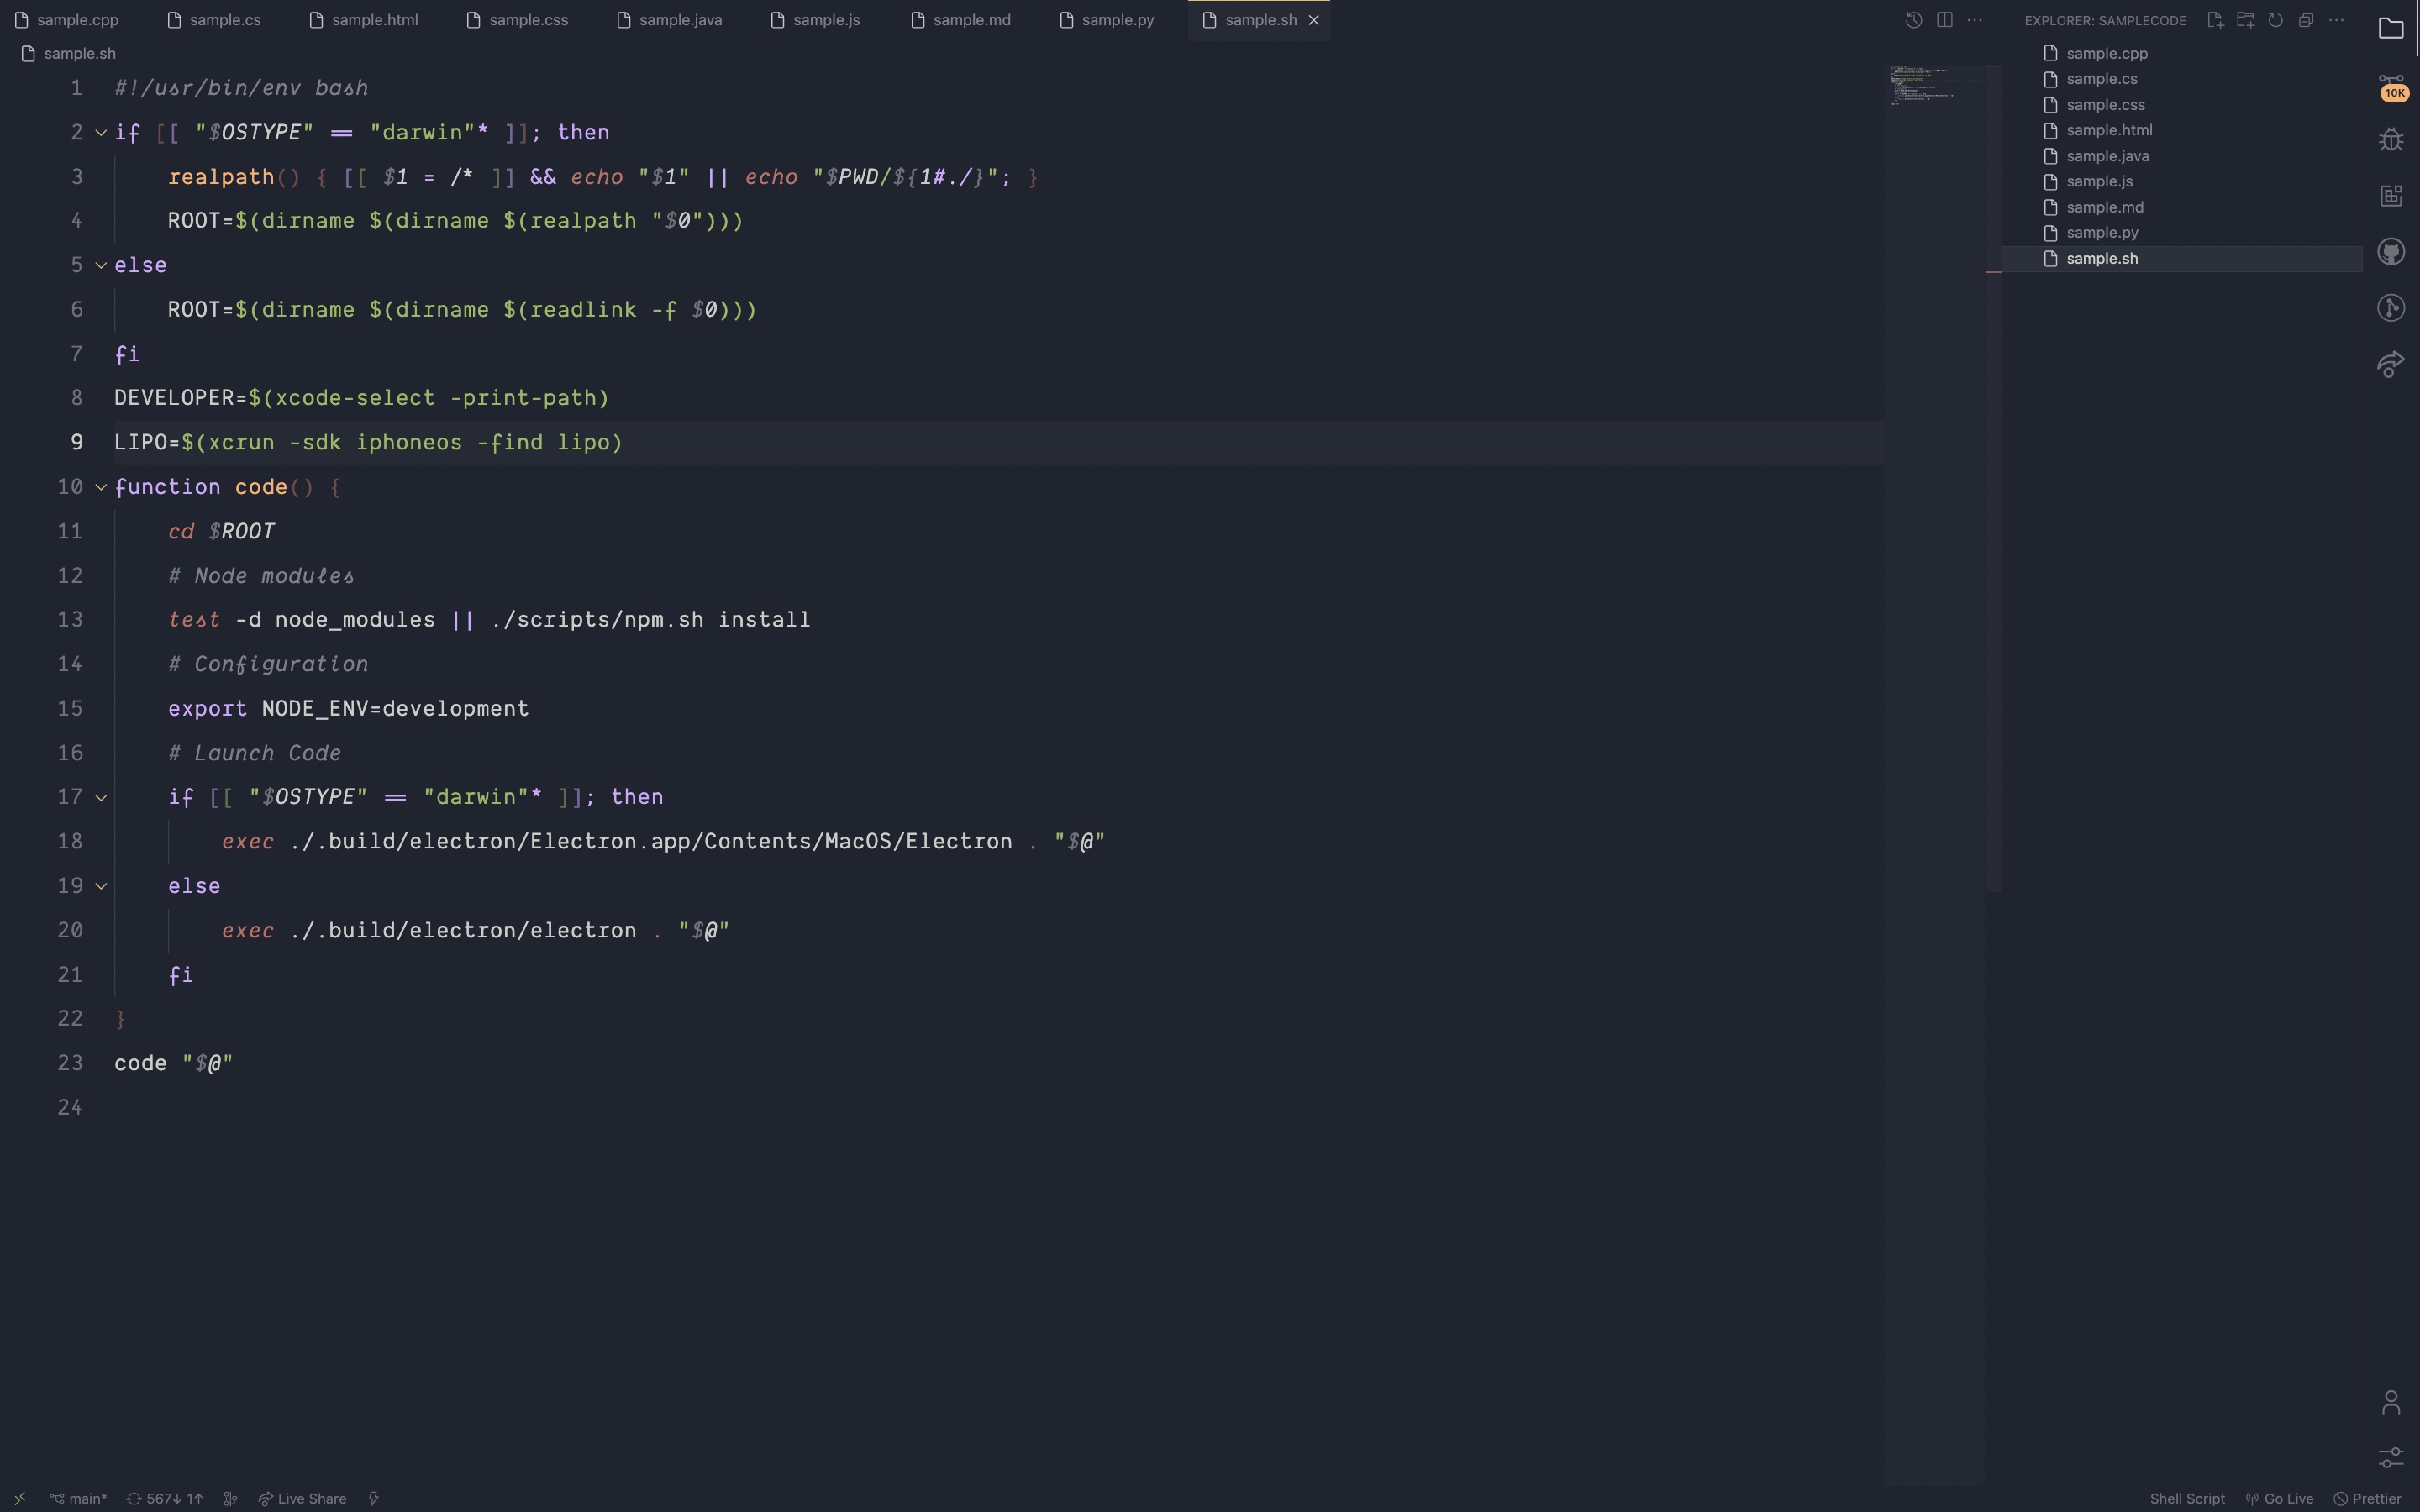 sample.cpp sample.cs sample.html sample.css sample.java sample.js sample.md sample.py sample.sh
EXPLORER: SAMPLECODE
sample.sh
1 #!/usr/bin/env bash
2 if [[ "$OSTYPE" == "darwin"* ]]; then
3 realpath() { [[ $1 = /* ]] && echo "$1" || echo "$PWD/${1#./}"; }
4 ROOT=$(dirname $(dirname $(realpath "$0")))
5 else
6 ROOT=$(dirname $(dirname $(readlink -f $0)))
7 fi
8 DEVELOPER=$(xcode-select -print-path)
9 LIPO=$(xcrun -sdk iphoneos -find lipo)
10 function code() {
11 cd $ROOT
12 # Node modules
13 test -d node_modules || ./scripts/npm.sh install
14 # Configuration
15 export NODE_ENV=development
16 # Launch Code
17 if [[ "$OSTYPE" == "darwin"* ]]; then
18 exec ./.build/electron/Electron.app/Contents/MacOS/Electron . "$@"
19 else
20 exec ./.build/electron/electron . "$@"
21 fi
22 }
23 code "$@"
24
sample.cpp
sample.cs
sample.css
sample.html
sample.java
sample.js
sample.md
sample.py
sample.sh
10K
main* 567↓ 1↑ Live Share
Shell Script Go Live Prettier